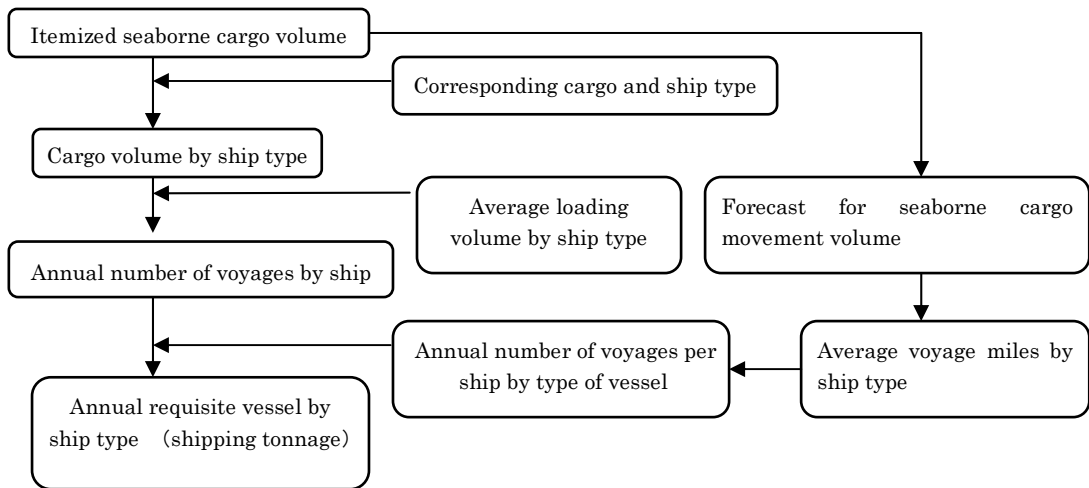 Itemized seaborne cargo volume
Corresponding cargo and ship type
Cargo volume by ship type
Average loading
volume by ship type
Forecast for seaborne cargo
movement volume
Annual number of voyages by ship
Annual number of voyages per
ship by type of vessel
Average voyage miles by
ship type
Annual requisite vessel by
ship type （shipping tonnage）